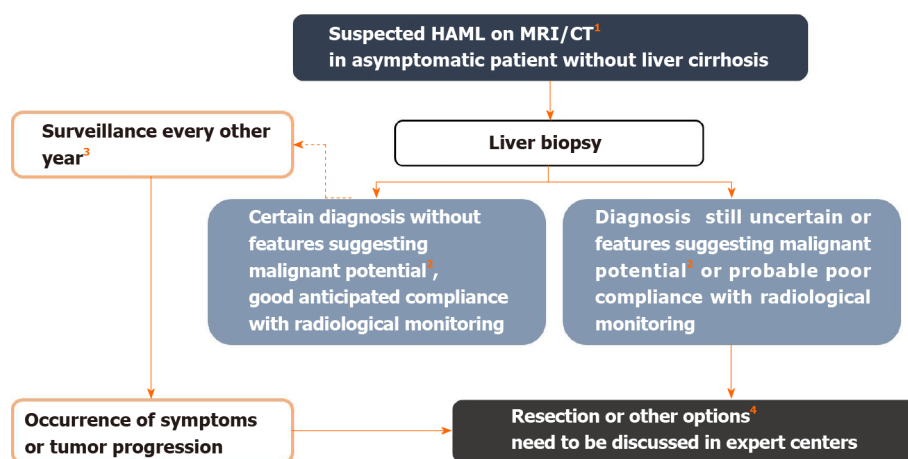 Suspected HAML on MRI/CT1
in asymptomatic patient without liver cirrhosis
Liver biopsy
Surveillance every other
year3
Certain diagnosis without
features suggesting
malignant potential2,
good anticipated compliance
with radiological monitoring
Diagnosis still uncertain or
features suggesting malignant
potential2 or probable poor
compliance with radiological
monitoring
Occurrence of symptoms
or tumor progression
Resection or other options4
need to be discussed in expert centers